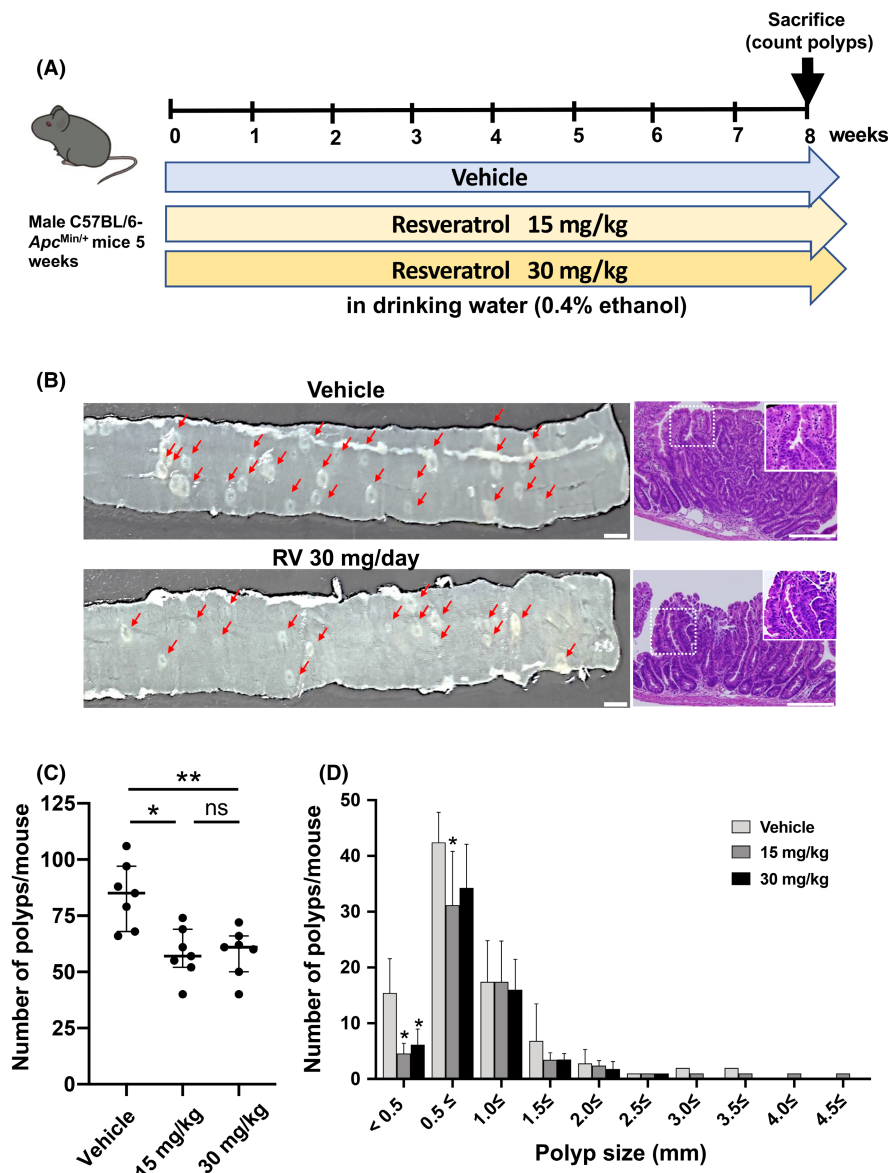 Sacrifice
(count polyps)
(A)
0 1 2 3 4 5 6 7 8 weeks
Vehicle
Male C57BL/6-
ApcMin/+ mice 5
weeks
Resveratrol 15 mg/kg
Resveratrol 30 mg/kg
in drinking water (0.4% ethanol)
(B)
Vehicle
RV 30 mg/day
(C)
**
* ns
Number of polyps/mouse
125
100
75
50
25
0
Vehicle
15 mg/kg
30 mg/kg
(D)
Number of polyps/mouse
50
40
30
20
10
0
Vehicle
15 mg/kg
30 mg/kg
*
* *
< 0.5 0.5 ≤ 1.0≤ 1.5≤ 2.0≤ 2.5≤ 3.0≤ 3.5≤ 4.0≤ 4.5≤
Polyp size (mm)